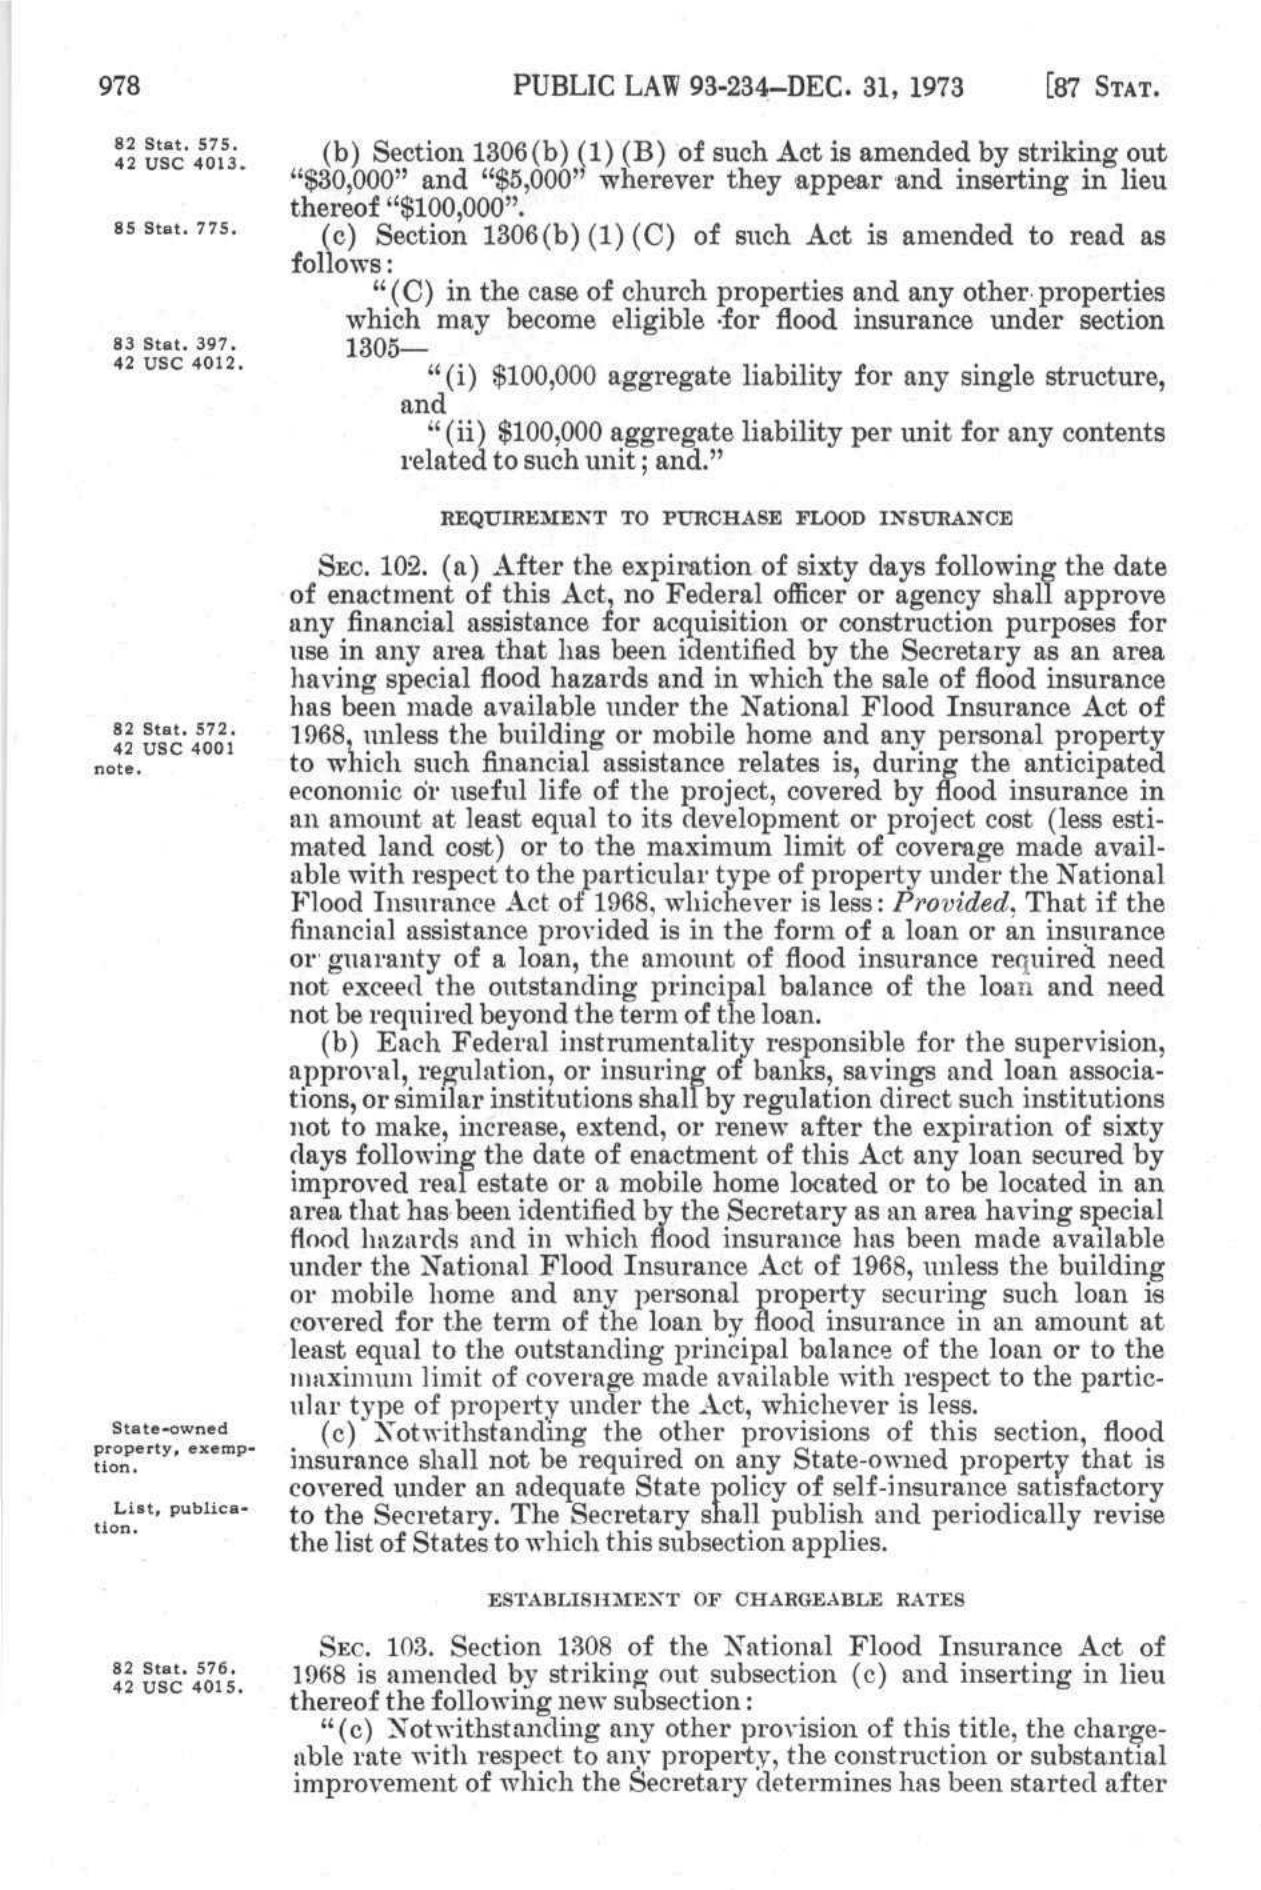 978
PUBLIC LAW 93-234-DEC. 31, 1973
[87 STAT.
82 Stat. 575.
42 USC 4013.
(b) Section 1306(b) (1) (B) of such Act is amended by striking out
“$30,000” and “$5,000” wherever they appear and inserting in lieu
thereof “$100,000”.
85 Stat. 775.
(c) Section 1306(b) (1) (C) of such Act is amended to read as
follows:
“(C) in the case of church properties and any other properties
which may become eligible for flood insurance under section
83 Stat. 397.
42 USC 4012.
1305—
“(i) $100,000 aggregate liability for any single structure,
and
“(ii) $100,000 aggregate liability per unit for any contents
related to such unit; and.”
REQUIREMENT TO PURCHASE FLOOD INSURANCE
SEC. 102. (a) After the expiration of sixty days following the date
of enactment of this Act, no Federal officer or agency shall approve
any financial assistance for acquisition or construction purposes for
use in any area that has been identified by the Secretary as an area
having special flood hazards and in which the sale of flood insurance
has been made available under the National Flood Insurance Act of
82 Stat. 572.
42 USC 4001
note.
1968, unless the building or mobile home and any personal property
to which such financial assistance relates is, during the anticipated
economic or useful life of the project, covered by flood insurance in
an amount at least equal to its development or project cost (less esti-
mated land cost) or to the maximum limit of coverage made avail-
able with respect to the particular type of property under the National
Flood Insurance Act of 1968, whichever is less: Provided, That if the
financial assistance provided is in the form of a loan or an insurance
or guaranty of a loan, the amount of flood insurance required need
not exceed the outstanding principal balance of the loan and need
not be required beyond the term of the loan.
(b) Each Federal instrumentality responsible for the supervision,
approval, regulation, or insuring of banks, savings and loan associa-
tions, or similar institutions shall by regulation direct such institutions
not to make, increase, extend, or renew after the expiration of sixty
days following the date of enactment of this Act any loan secured by
improved real estate or a mobile home located or to be located in an
area that has been identified by the Secretary as an area having special
flood hazards and in which flood insurance has been made available
under the National Flood Insurance Act of 1968, unless the building
or mobile home and any personal property securing such loan is
covered for the term of the loan by flood insurance in an amount at
least equal to the outstanding principal balance of the loan or to the
maximum limit of coverage made available with respect to the partic-
ular type of property under the Act, whichever is less.
State-owned
property, exemp-
tion.
(c) Notwithstanding the other provisions of this section, flood
insurance shall not be required on any State-owned property that is
covered under an adequate State policy of self-insurance satisfactory
List, publica-
tion.
to the Secretary. The Secretary shall publish and periodically revise
the list of States to which this subsection applies.
ESTABLISHMENT OF CHARGEABLE RATES
SEC. 103. Section 1308 of the National Flood Insurance Act of
82 Stat. 576.
42 USC 4015.
1968 is amended by striking out subsection (c) and inserting in lieu
thereof the following new subsection:
“(c) Notwithstanding any other provision of this title, the charge-
able rate with respect to any property, the construction or substantial
improvement of which the Secretary determines has been started after